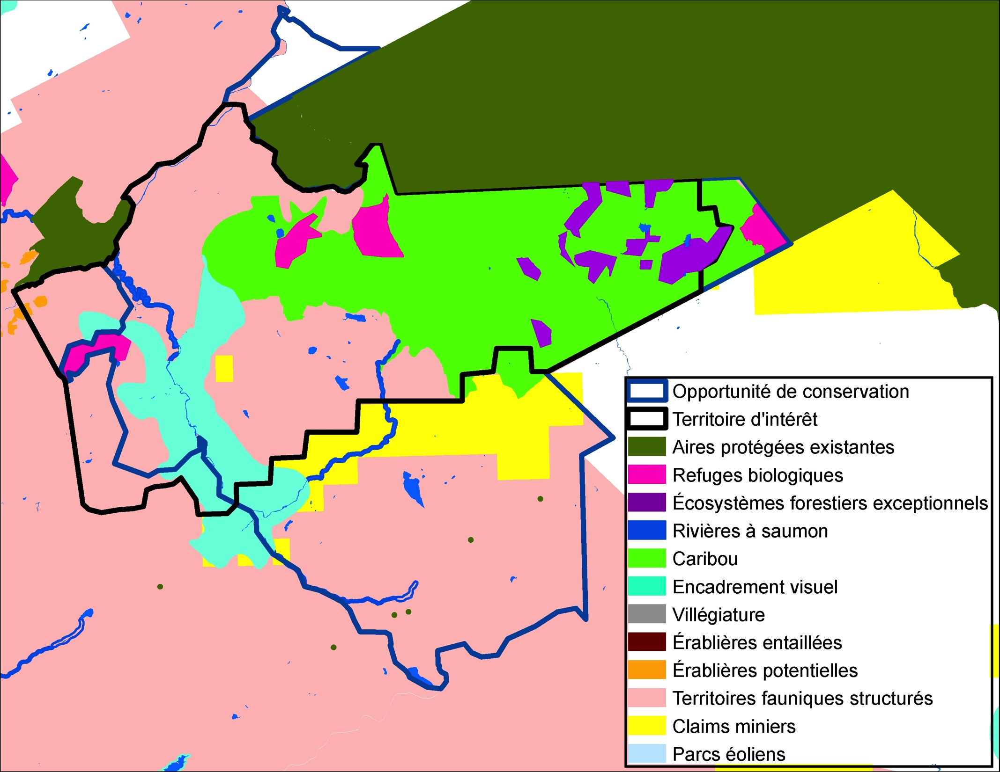 Opportunité de conservation
Territoire d'intérêt
Aires protégées existantes
Refuges biologiques
Écosystèmes forestiers exceptionnels
Rivières à saumon
Caribou
Encadrement visuel
Villégiature
Érablières entaillées
Érablières potentielles
Territoires fauniques structurés
Claims miniers
Parcs éoliens